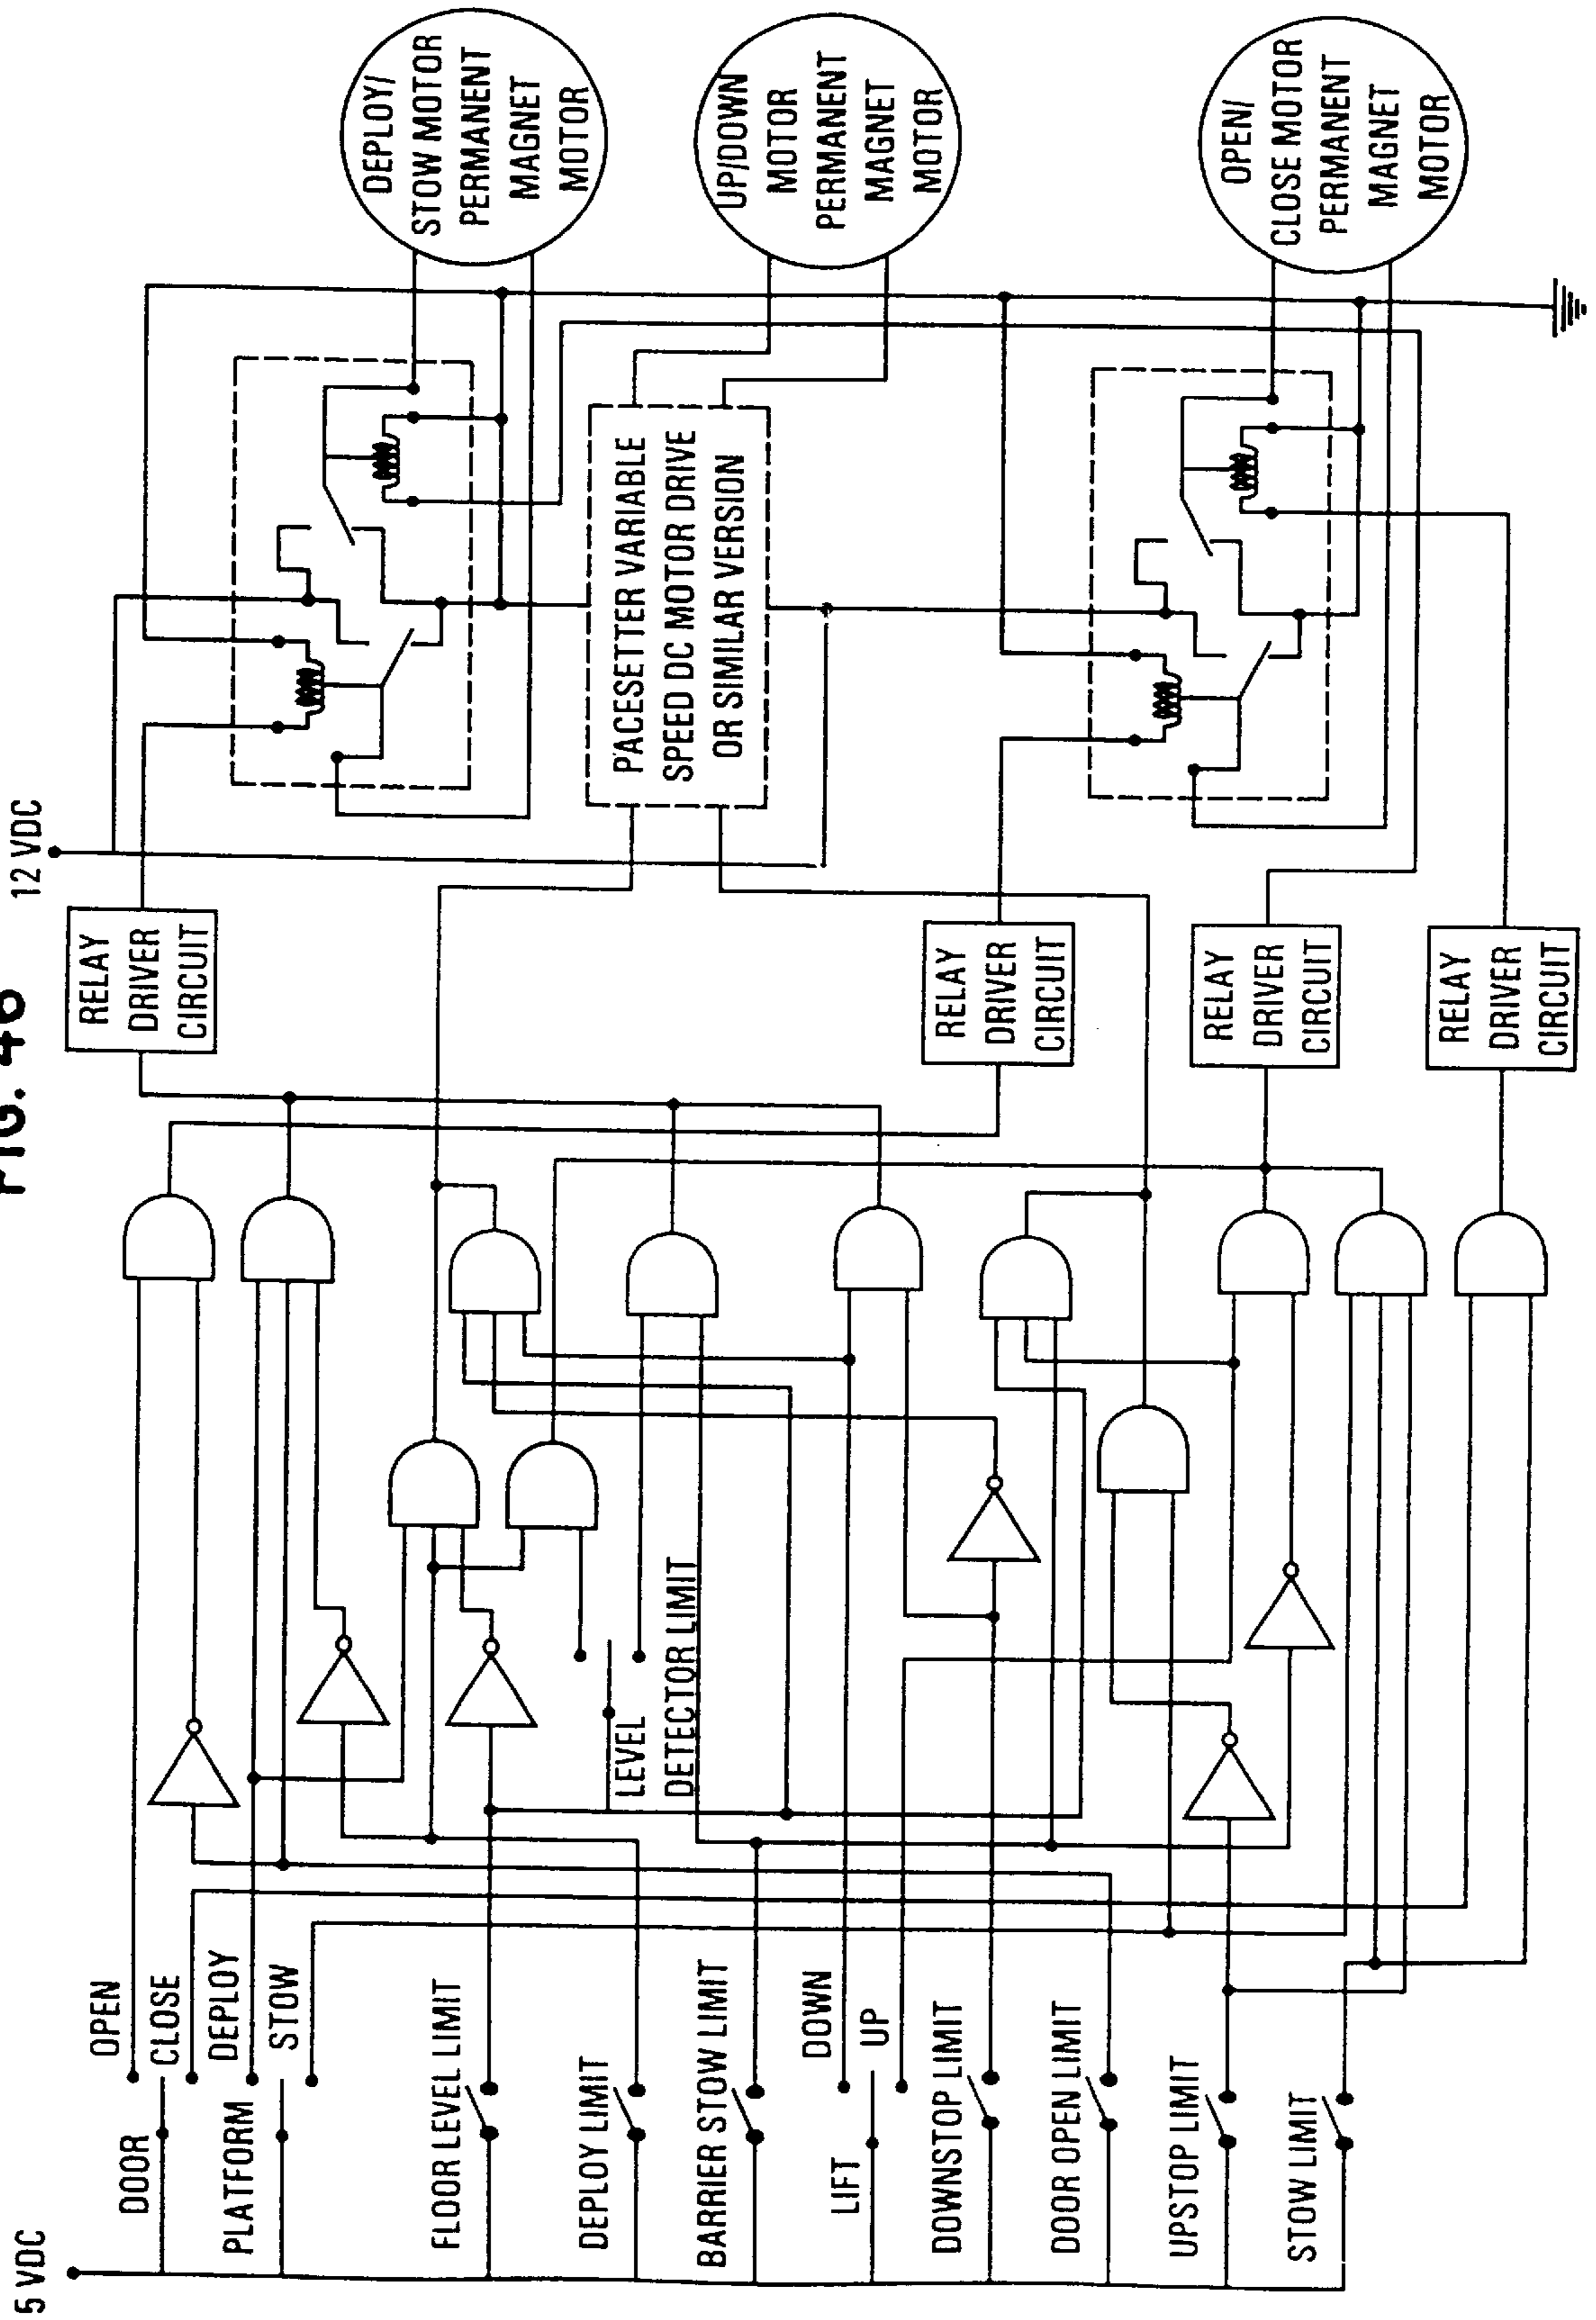 FIG. 46
5 VDC
12 VDC
DOOR
OPEN
CLOSE
PLATFORM
DEPLOY
STOW
FLOOR LEVEL LIMIT
DEPLOY LIMIT
BARRIER STOW LIMIT
LIFT
DOWN
UP
DOWNSTOP LIMIT
DOOR OPEN LIMIT
UPSTOP LIMIT
STOW LIMIT
LEVEL
DETECTOR LIMIT
RELAY
DRIVER
CIRCUIT
RELAY
DRIVER
CIRCUIT
RELAY
DRIVER
CIRCUIT
RELAY
DRIVER
CIRCUIT
PACESETTER VARIABLE
SPEED DC MOTOR DRIVE
OR SIMILAR VERSION
DEPLOY/
STOW MOTOR
PERMANENT
MAGNET
MOTOR
UP/DOWN
MOTOR
PERMANENT
MAGNET
MOTOR
OPEN/
CLOSE MOTOR
PERMANENT
MAGNET
MOTOR